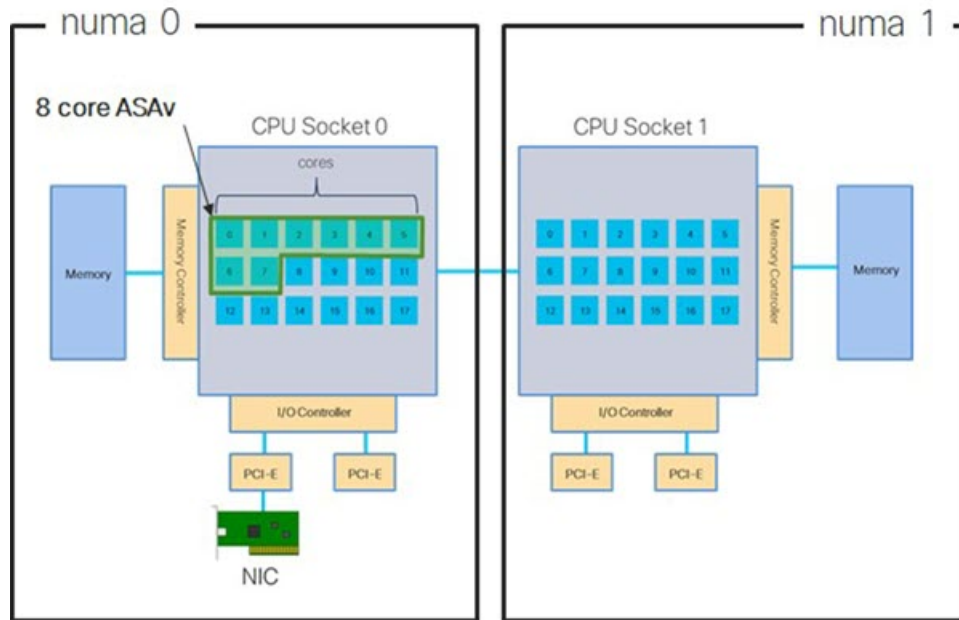 numa 0
numa 1
8 core ASAv
CPU Socket 0
CPU Socket 1
cores
0 1 2 3 4 5
6 7 8 9 10 11
12 13 14 15 16 17
Memory
Memory Controller
0 1 2 3 4 5
6 7 8 9 10 11
12 13 14 15 16 17
Memory Controller
Memory
I/O Controller
I/O Controller
PCI-E
PCI-E
PCI-E
PCI-E
NIC